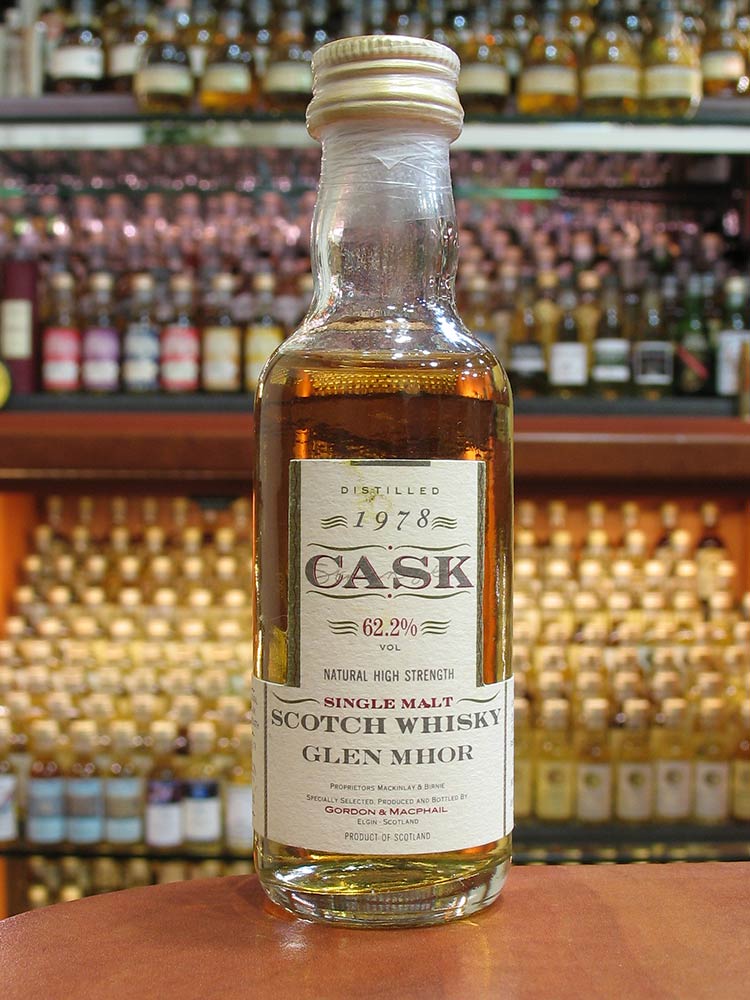 DISTILLED
1978
CASK
62.2%
VOL
NATURAL HIGH STRENGTH
SINGLE MALT
SCOTCH WHISKY
GLEN MHOR
PROPRIETORS MACKINLAY & BIRNIE
SPECIALLY SELECTED, PRODUCED AND BOTTLED BY
GORDON & MACPHAIL
ELGIN - SCOTLAND
PRODUCT OF SCOTLAND